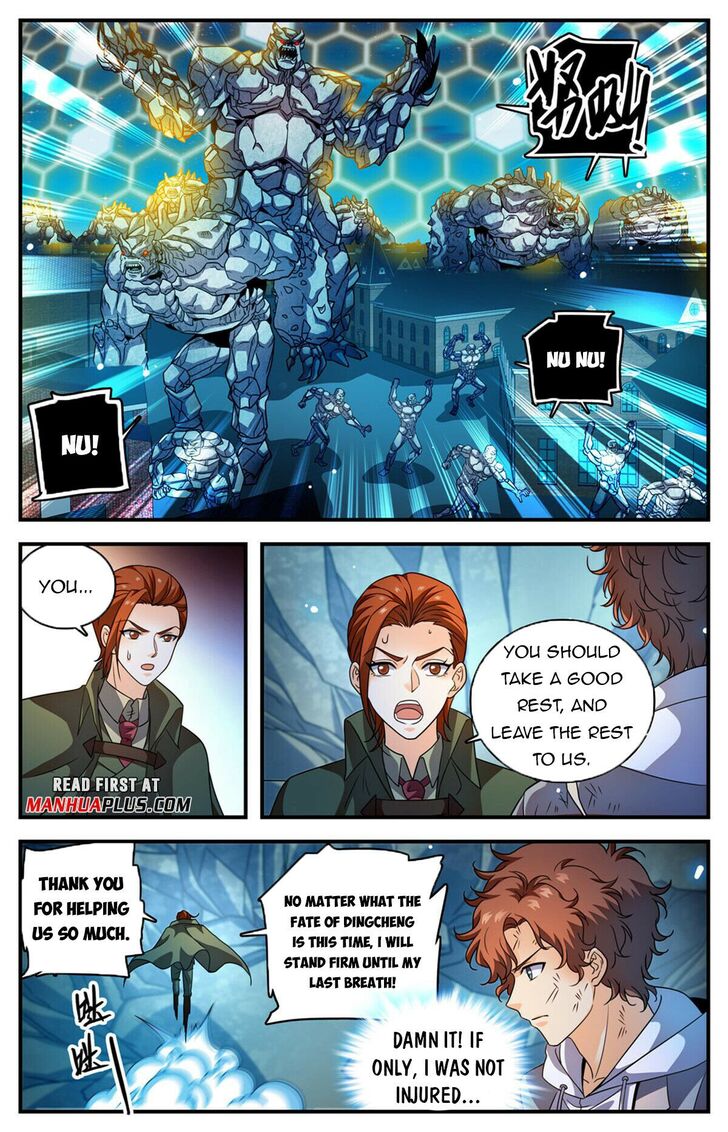 NU NU!
NU!
YOU...
YOU SHOULD
TAKE A GOOD
REST, AND
LEAVE THE REST
TO US.
READ FIRST AT
MANHUAPLUS.COM
THANK YOU
FOR HELPING
US SO MUCH.
NO MATTER WHAT THE
FATE OF DINGCHENG
IS THIS TIME, I WILL
STAND FIRM UNTIL MY
LAST BREATH!
DAMN IT! IF
ONLY, I WAS NOT
INJURED...